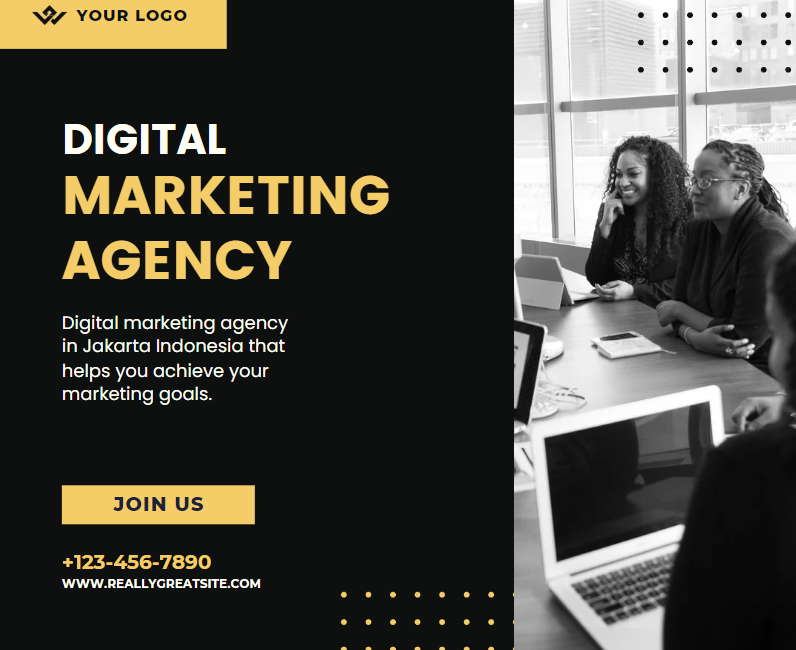 YOUR LOGO
DIGITAL
MARKETING
AGENCY
Digital marketing agency
in Jakarta Indonesia that
helps you achieve your
marketing goals.
JOIN US
+123-456-7890
WWW.REALLYGREATSITE.COM